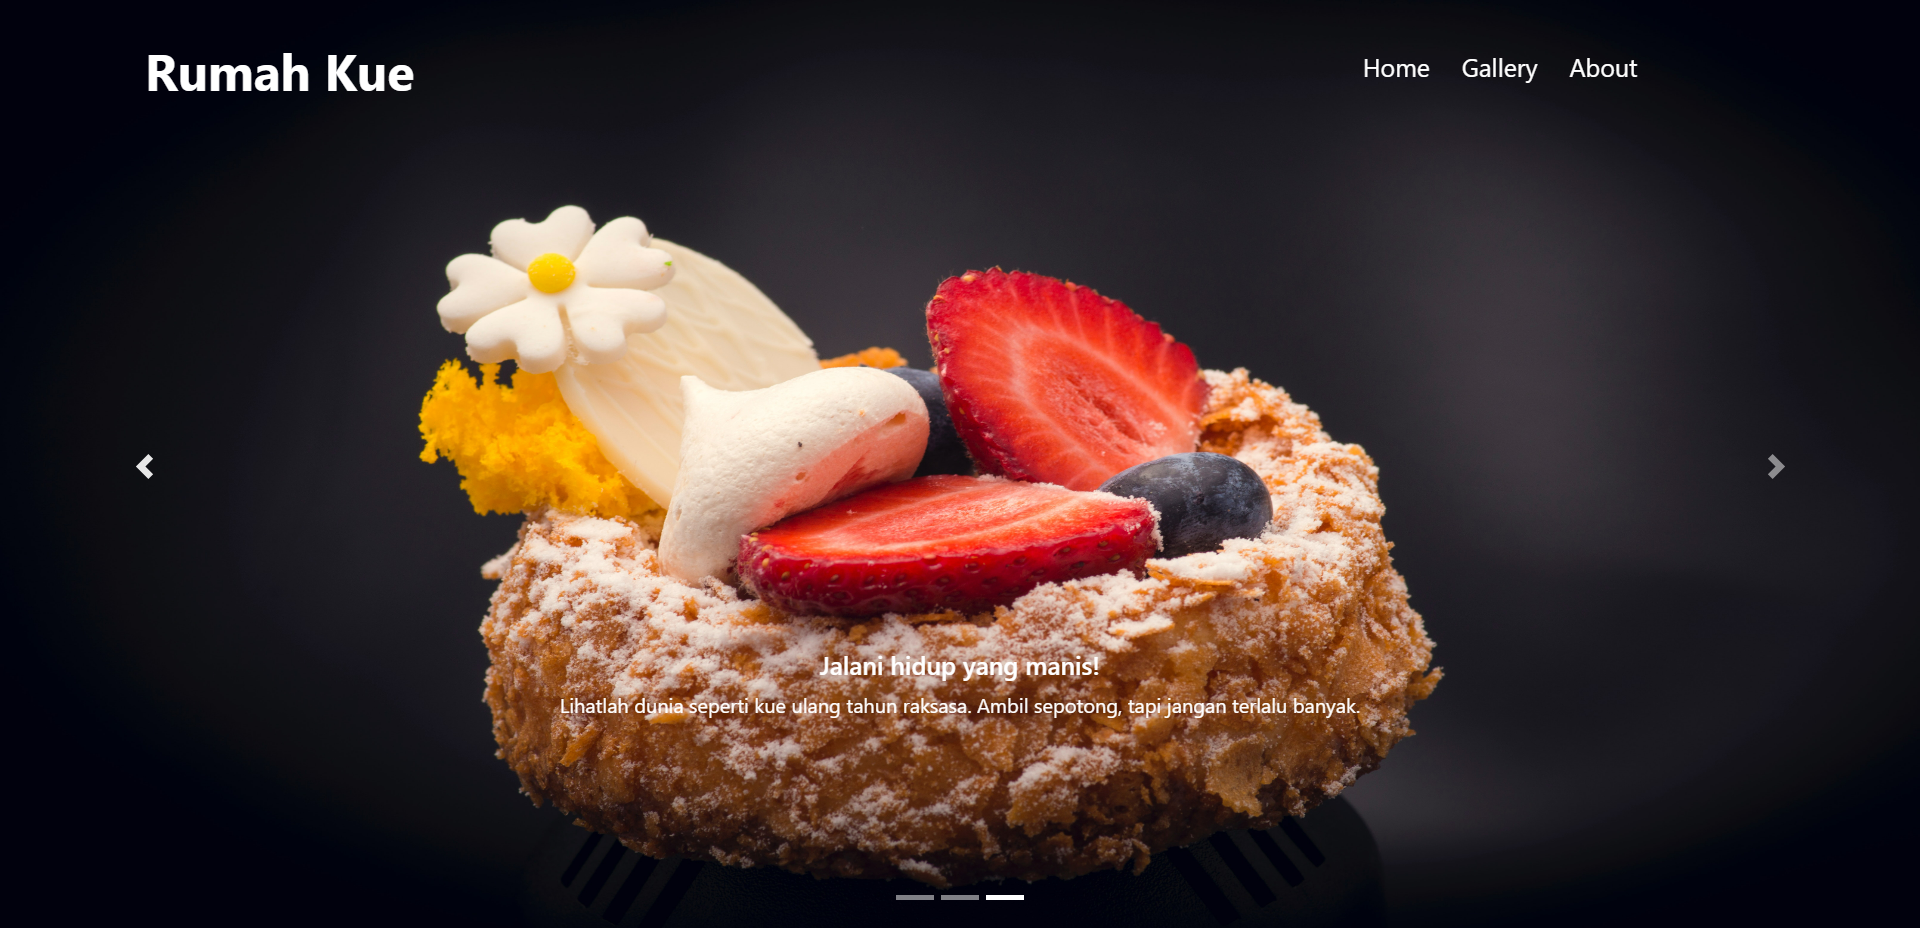 Rumah Kue
Home Gallery About
Jalani hidup yang manis!
Lihatlah dunia seperti kue ulang tahun raksasa. Ambil sepotong, tapi jangan terlalu banyak.